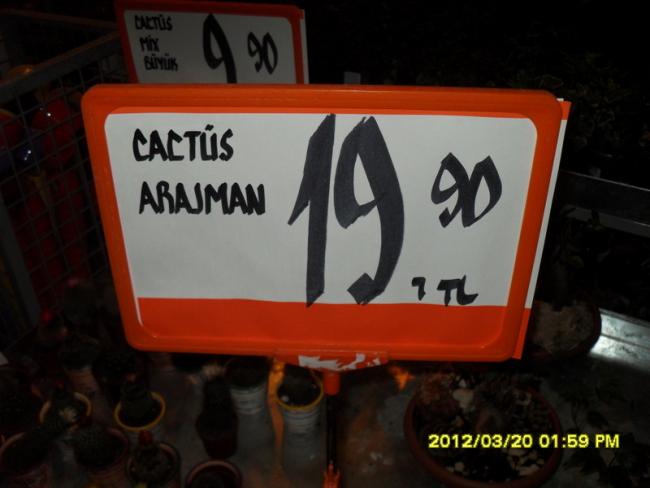 CACTÜS
MİX
BÜYÜK
9 90
CACTÜS
ARAJMAN
19 90
TL
2012/03/20 01:59 PM